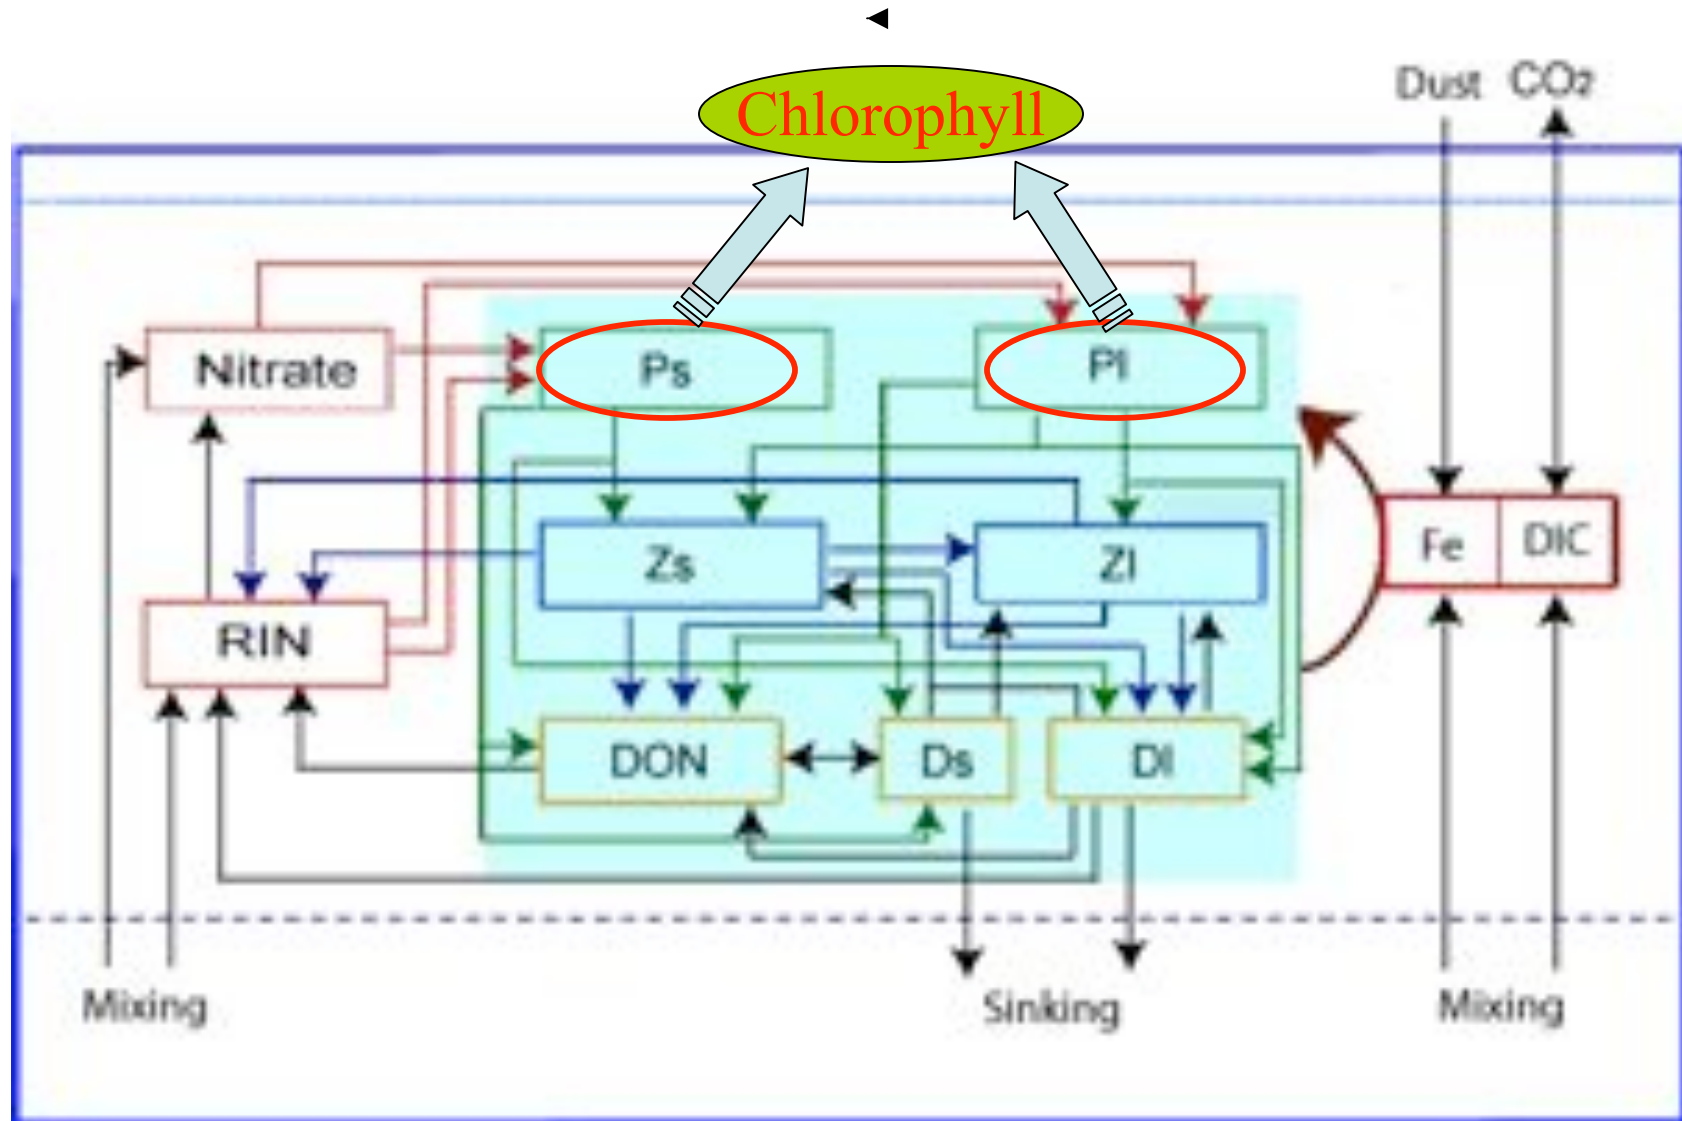 Dust CO2
Chlorophyll
Nitrate
Ps
Pl
Zs
Zl
Fe
DIC
RIN
DON
Ds
Dl
Mixing
Sinking
Mixing